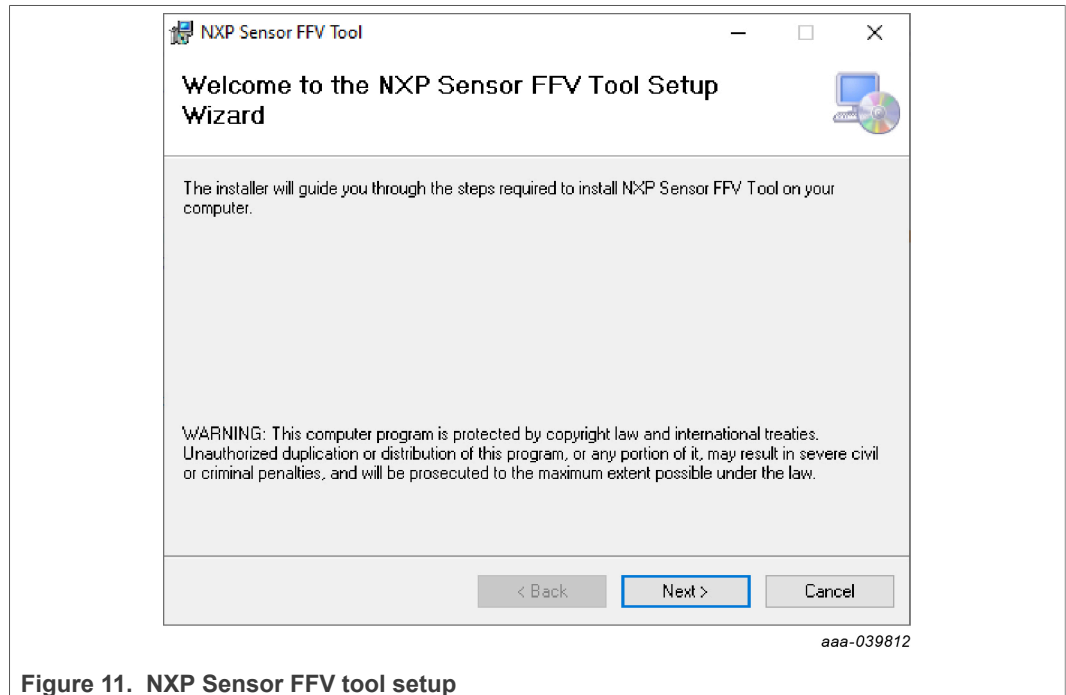 NXP Sensor FFV Tool
Welcome to the NXP Sensor FFV Tool Setup
Wizard
The installer will guide you through the steps required to install NXP Sensor FFV Tool on your
computer.
WARNING: This computer program is protected by copyright law and international treaties.
Unauthorized duplication or distribution of this program, or any portion of it, may result in severe civil
or criminal penalties, and will be prosecuted to the maximum extent possible under the law.
< Back
Next >
Cancel
aaa-039812
Figure 11. NXP Sensor FFV tool setup